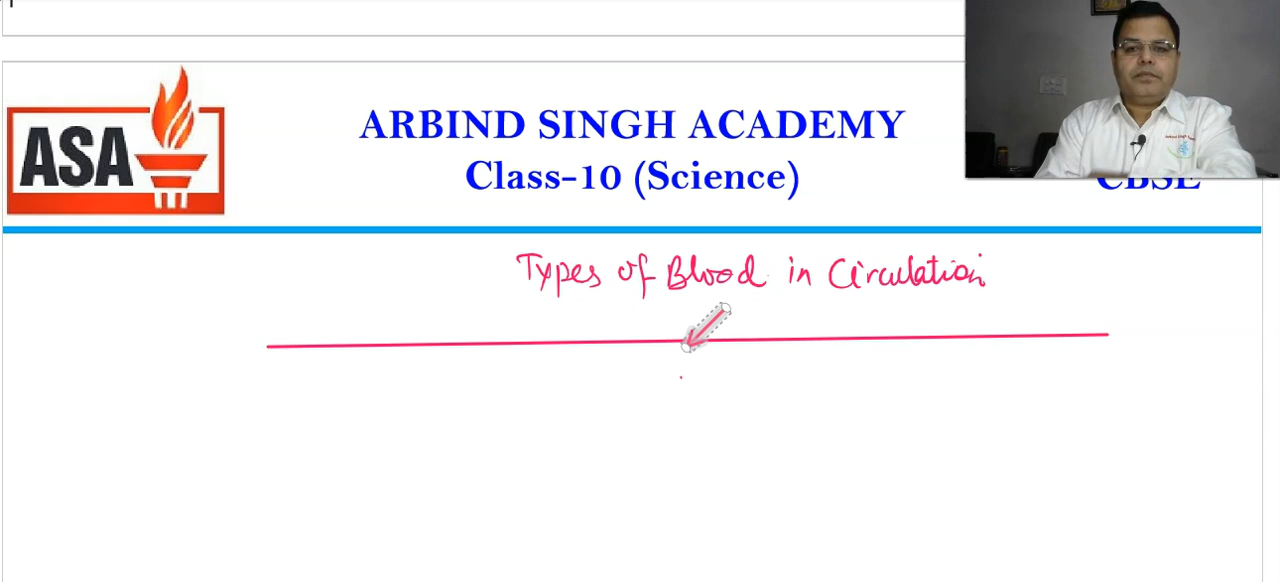 ASA
ARBIND SINGH ACADEMY
Class-10 (Science)
CBSE
Types of Blood in Circulation